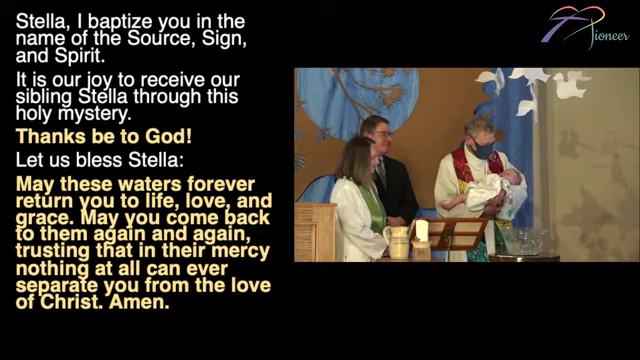 Stella, I baptize you in the
name of the Source, Sign,
and Spirit.
It is our joy to receive our
sibling Stella through this
holy mystery.
Thanks be to God!
Let us bless Stella:
May these waters forever
return you to life, love, and
grace. May you come back
to them again and again,
trusting that in their mercy
nothing at all can ever
separate you from the love
of Christ. Amen.
Pioneer